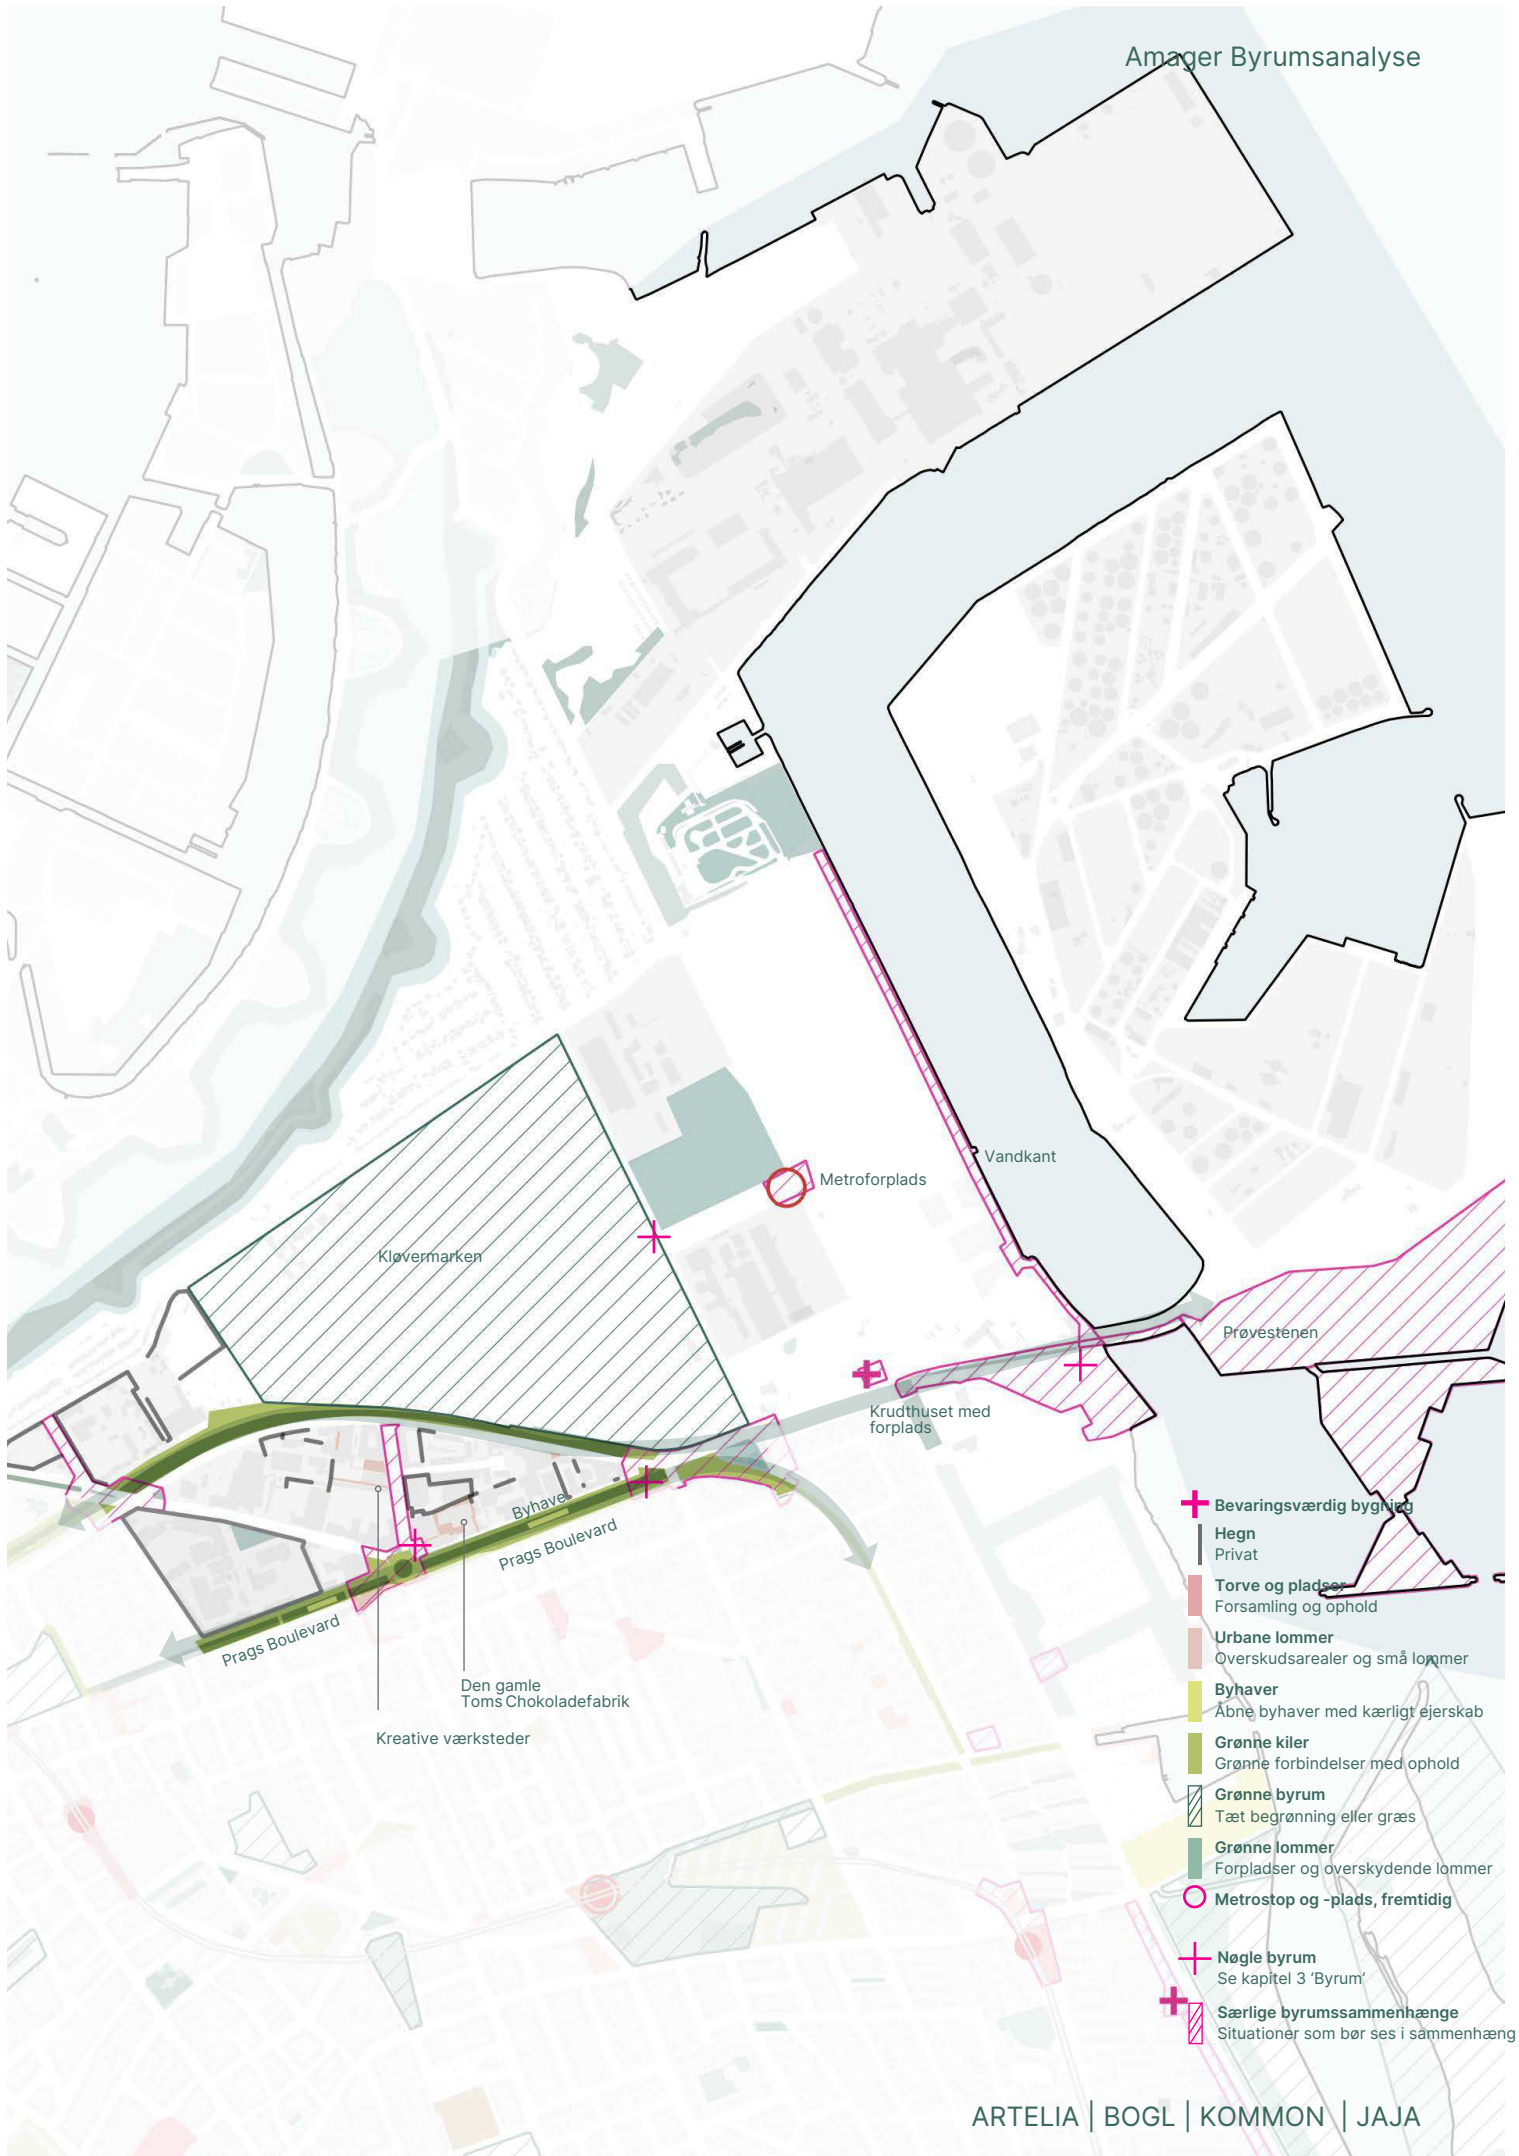 Amager Byrumsanalyse
Vandkant
Metroforplads
Kløvermarken
Prøvestenen
Krudthuset med
forplads
Byhave
Prags Boulevard
Prags Boulevard
Den gamle
Toms Chokoladefabrik
Kreative værksteder
Bevaringsværdig bygning
Hegn
Privat
Torve og pladser
Forsamling og ophold
Urbane lommer
Overskudsarealer og små lommer
Byhaver
Åbne byhaver med kærligt ejerskab
Grønne kiler
Grønne forbindelser med ophold
Grønne byrum
Tæt begrønning eller græs
Grønne lommer
Forpladser og overskydende lommer
Metrostop og -plads, fremtidig
Nøgle byrum
Se kapitel 3 ‘Byrum’
Særlige byrumssammenhænge
Situationer som bør ses i sammenhæng
ARTELIA | BOGL | KOMMON | JAJA